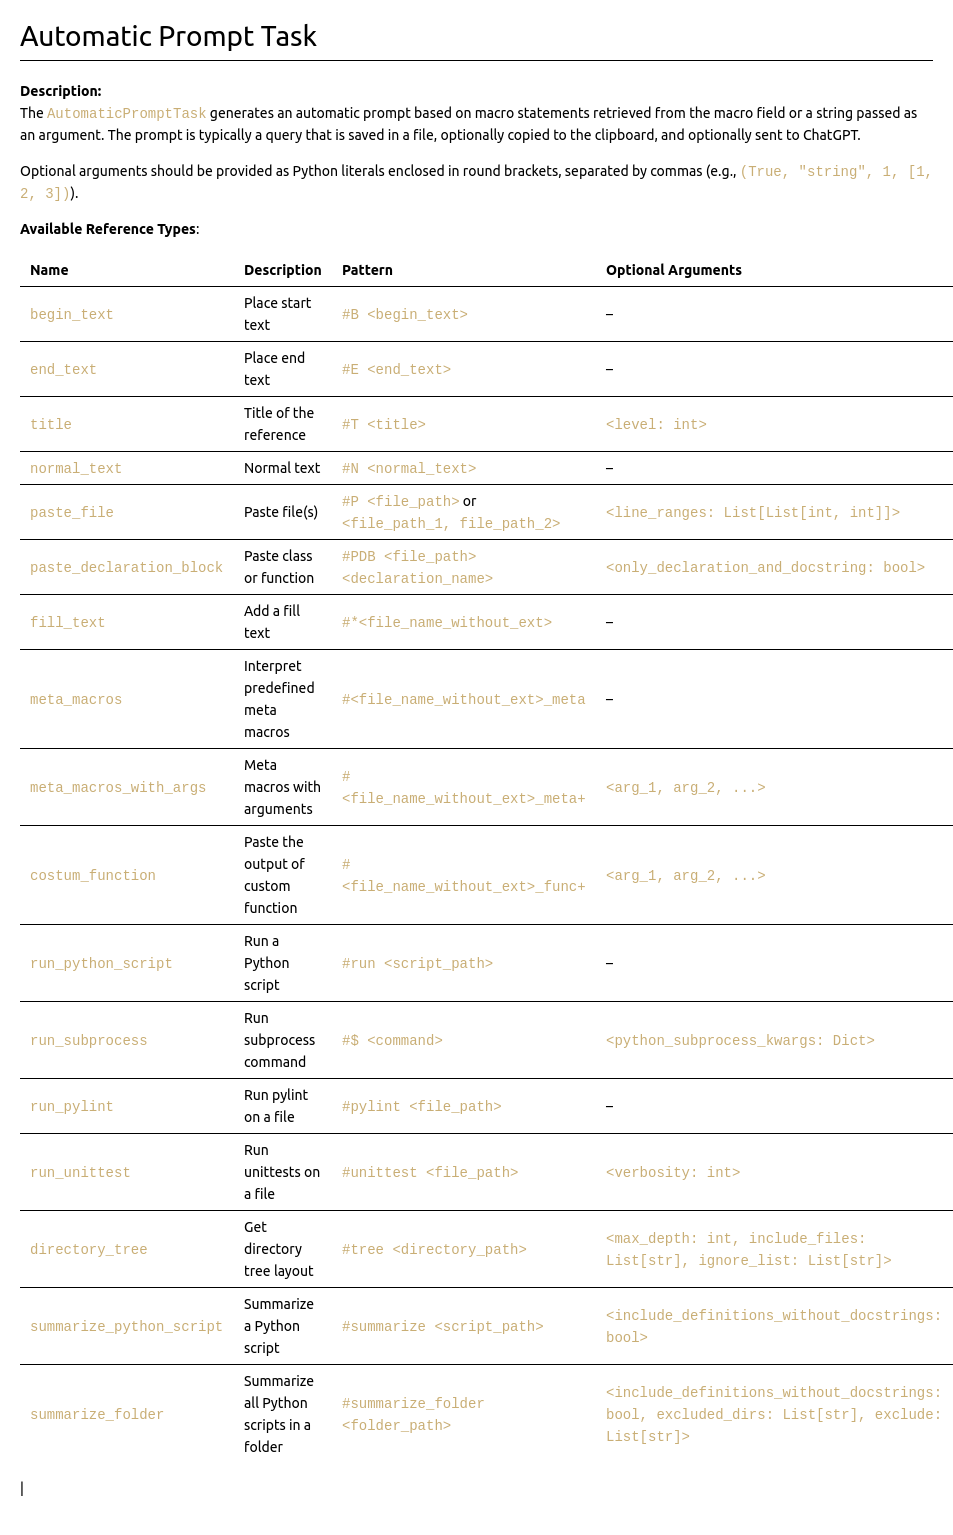 Automatic Prompt Task
Description:
The AutomaticPromptTask generates an automatic prompt based on macro statements retrieved from the macro field or a string passed as
an argument. The prompt is typically a query that is saved in a file, optionally copied to the clipboard, and optionally sent to ChatGPT.
Optional arguments should be provided as Python literals enclosed in round brackets, separated by commas (e.g., (True, "string", 1, [1,
2, 3])).
Available Reference Types:
Name Description Pattern Optional Arguments
begin_text Place start text #B <begin_text> –
end_text Place end text #E <end_text> –
title Title of the reference #T <title> <level: int>
normal_text Normal text #N <normal_text> –
paste_file Paste file(s) #P <file_path> or <file_path_1, file_path_2> <line_ranges: List[List[int, int]]>
paste_declaration_block Paste class or function #PDB <file_path> <declaration_name> <only_declaration_and_docstring: bool>
fill_text Add a fill text #*<file_name_without_ext> –
meta_macros Interpret predefined meta macros #<file_name_without_ext>_meta –
meta_macros_with_args Meta macros with arguments #<file_name_without_ext>_meta+ <arg_1, arg_2, ...>
costum_function Paste the output of custom function #<file_name_without_ext>_func+ <arg_1, arg_2, ...>
run_python_script Run a Python script #run <script_path> –
run_subprocess Run subprocess command #$ <command> <python_subprocess_kwargs: Dict>
run_pylint Run pylint on a file #pylint <file_path> –
run_unittest Run unittests on a file #unittest <file_path> <verbosity: int>
directory_tree Get directory tree layout #tree <directory_path> <max_depth: int, include_files: List[str], ignore_list: List[str]>
summarize_python_script Summarize a Python script #summarize <script_path> <include_definitions_without_docstrings: bool>
summarize_folder Summarize all Python scripts in a folder #summarize_folder <folder_path> <include_definitions_without_docstrings: bool, excluded_dirs: List[str], exclude: List[str]>
|